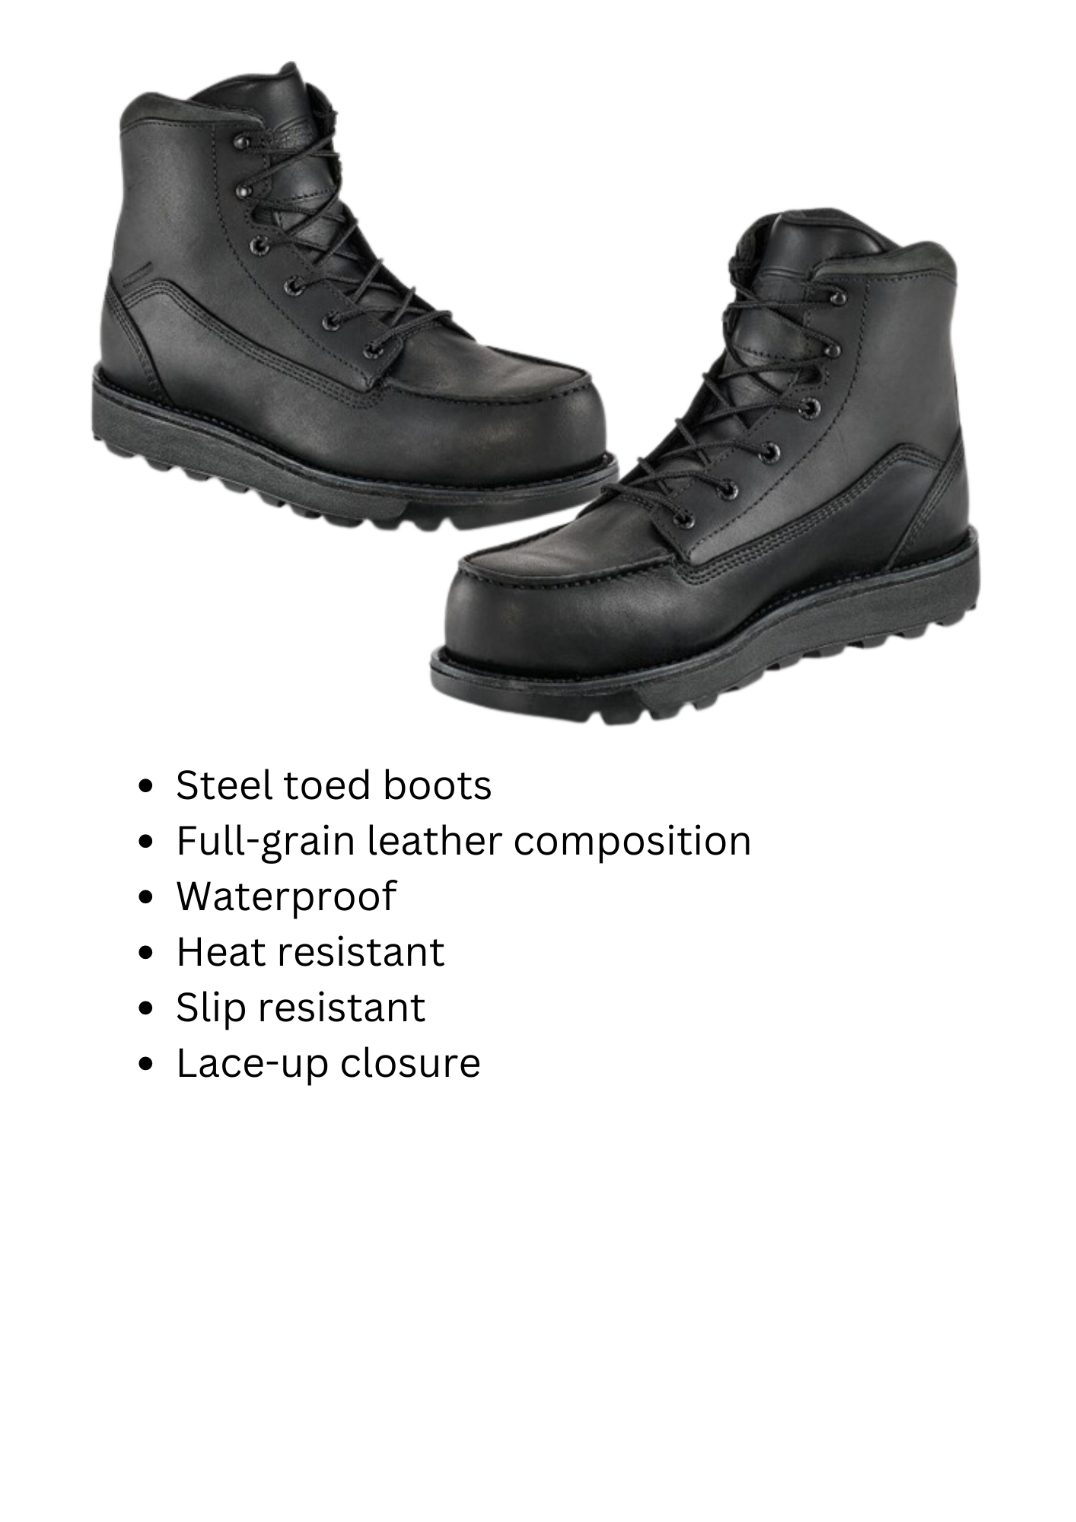 • Steel toed boots
• Full-grain leather composition
• Waterproof
• Heat resistant
• Slip resistant
• Lace-up closure